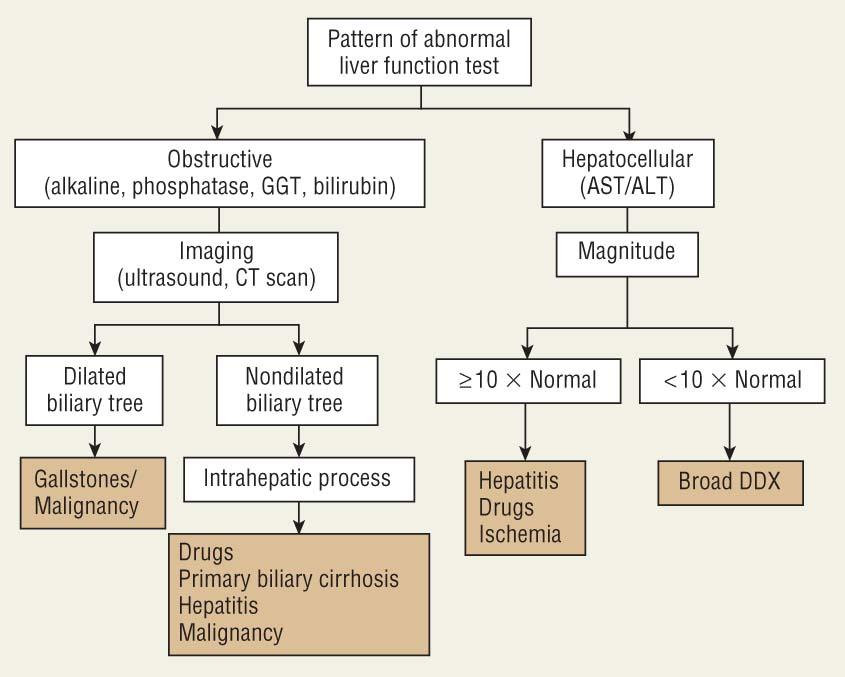 Pattern of abnormal
liver function test
Obstructive
(alkaline, phosphatase, GGT, bilirubin)
Hepatocellular
(AST/ALT)
Imaging
(ultrasound, CT scan)
Magnitude
Dilated
biliary tree
Nondilated
biliary tree
≥10 × Normal
<10 × Normal
Gallstones/
Malignancy
Intrahepatic process
Hepatitis
Drugs
Ischemia
Broad DDX
Drugs
Primary biliary cirrhosis
Hepatitis
Malignancy